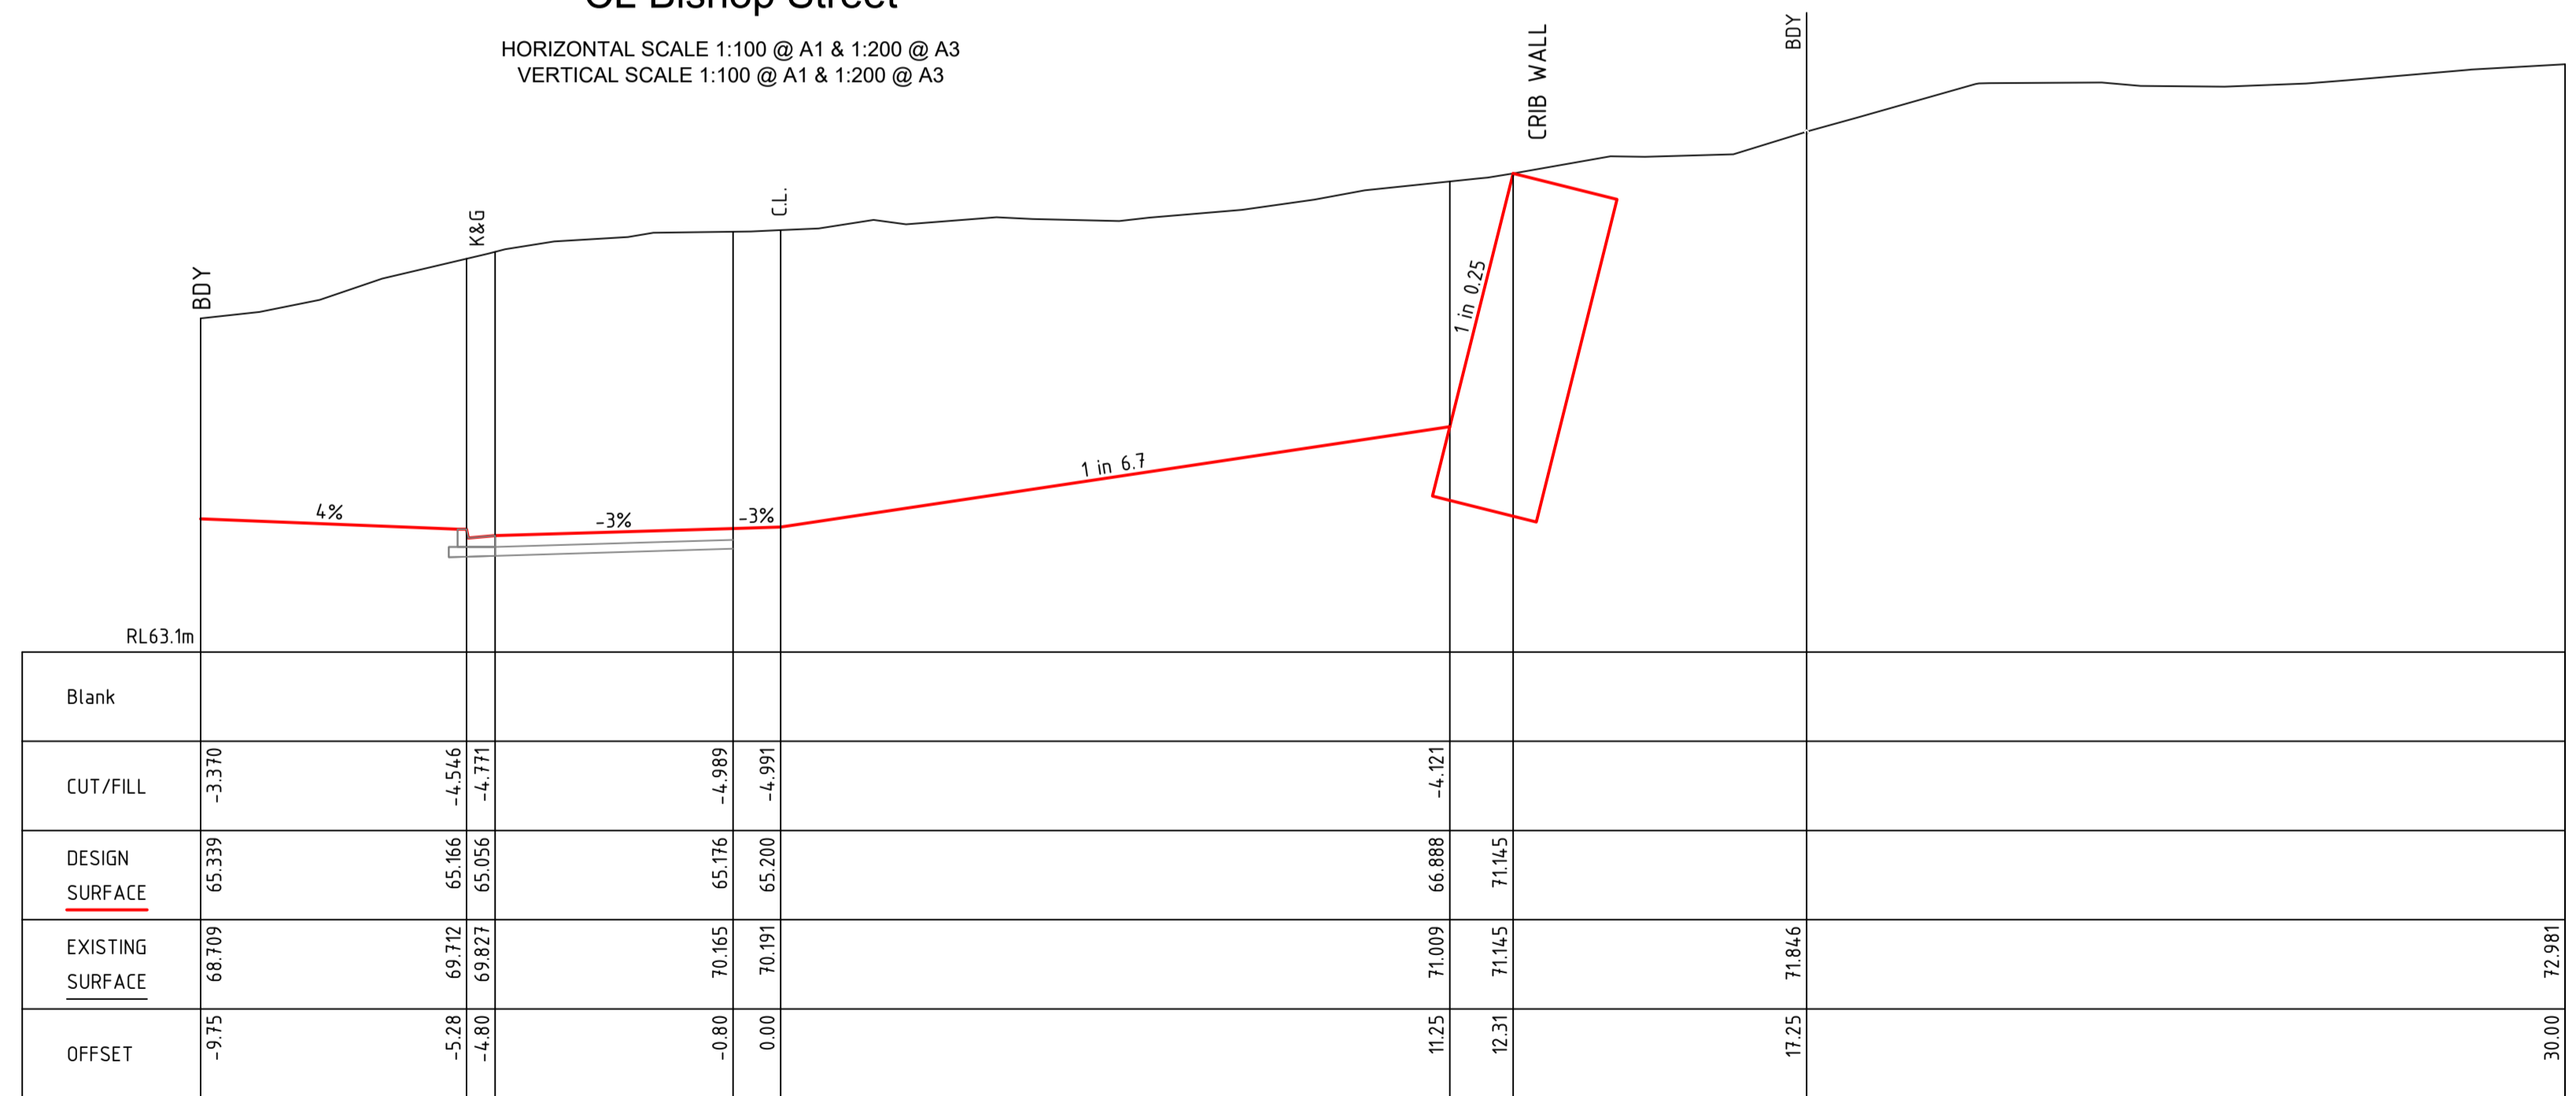 CL Bishop Street
HORIZONTAL SCALE 1:100 @ A1 & 1:200 @ A3
VERTICAL SCALE 1:100 @ A1 & 1:200 @ A3
BDY
K&G
C.L.
CRIB WALL
BDY
4%
-3%
-3%
1 in 6.7
1 in 0.25
RL63.1m
Blank
CUT/FILL
-3.370
-4.546
-4.771
-4.989
-4.991
-4.121
DESIGN
SURFACE
65.339
65.166
65.056
65.176
65.200
66.888
71.145
EXISTING
SURFACE
68.709
69.712
69.827
70.165
70.191
71.009
71.145
71.846
72.981
OFFSET
-9.75
-5.28
-4.80
-0.80
0.00
11.25
12.31
17.25
30.00